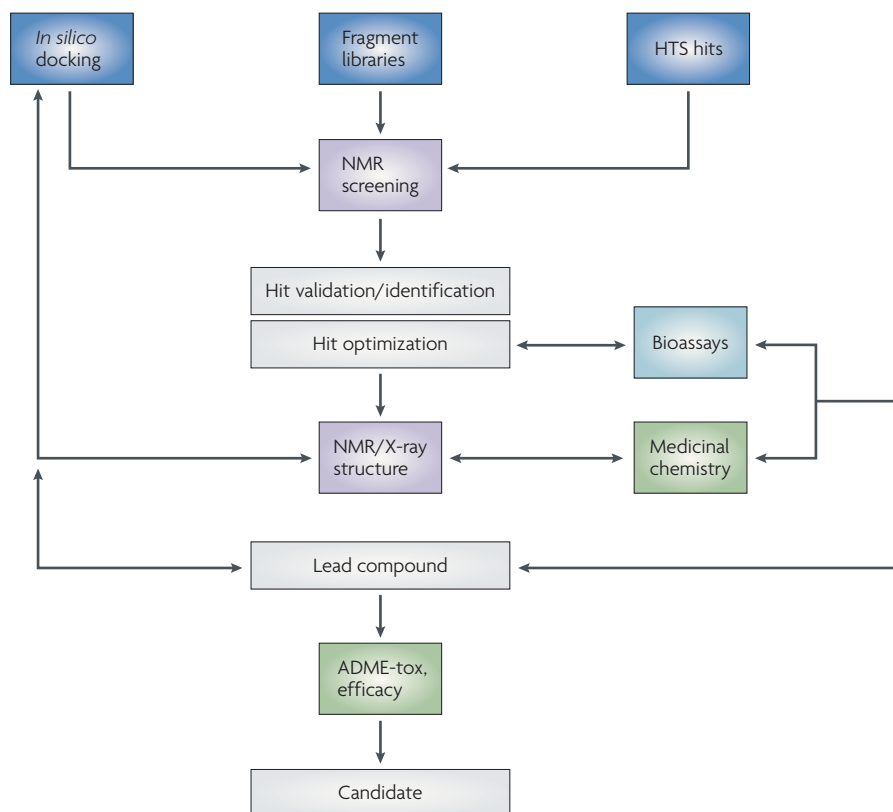 In silico
docking
Fragment
libraries
HTS hits
NMR
screening
Hit validation/identification
Hit optimization
Bioassays
NMR/X-ray
structure
Medicinal
chemistry
Lead compound
ADME-tox,
efficacy
Candidate